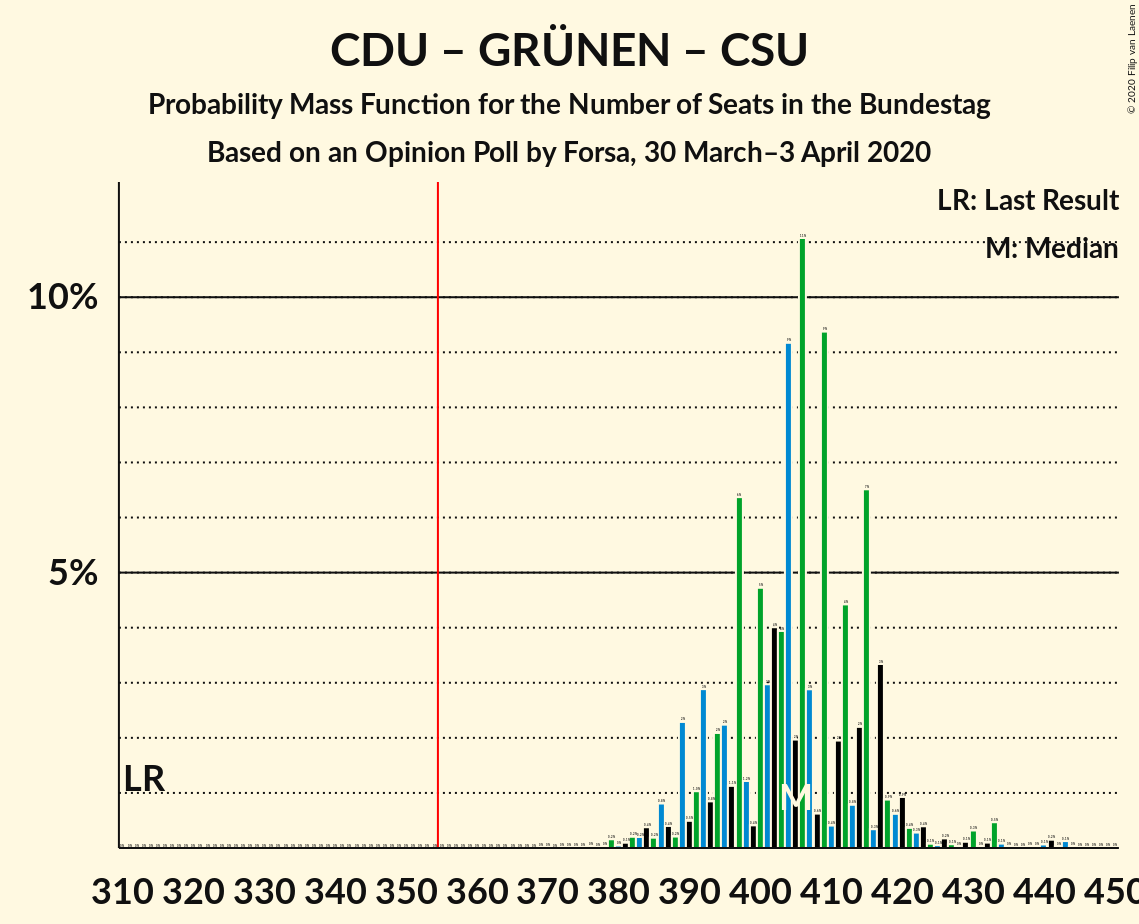 CDU – GRÜNEN – CSU
Probability Mass Function for the Number of Seats in the Bundestag
Based on an Opinion Poll by Forsa, 30 March–3 April 2020
© 2020 Filip van Laenen
LR: Last Result
M: Median
10%
5%
LR
M
310 320 330 340 350 360 370 380 390 400 410 420 430 440 450